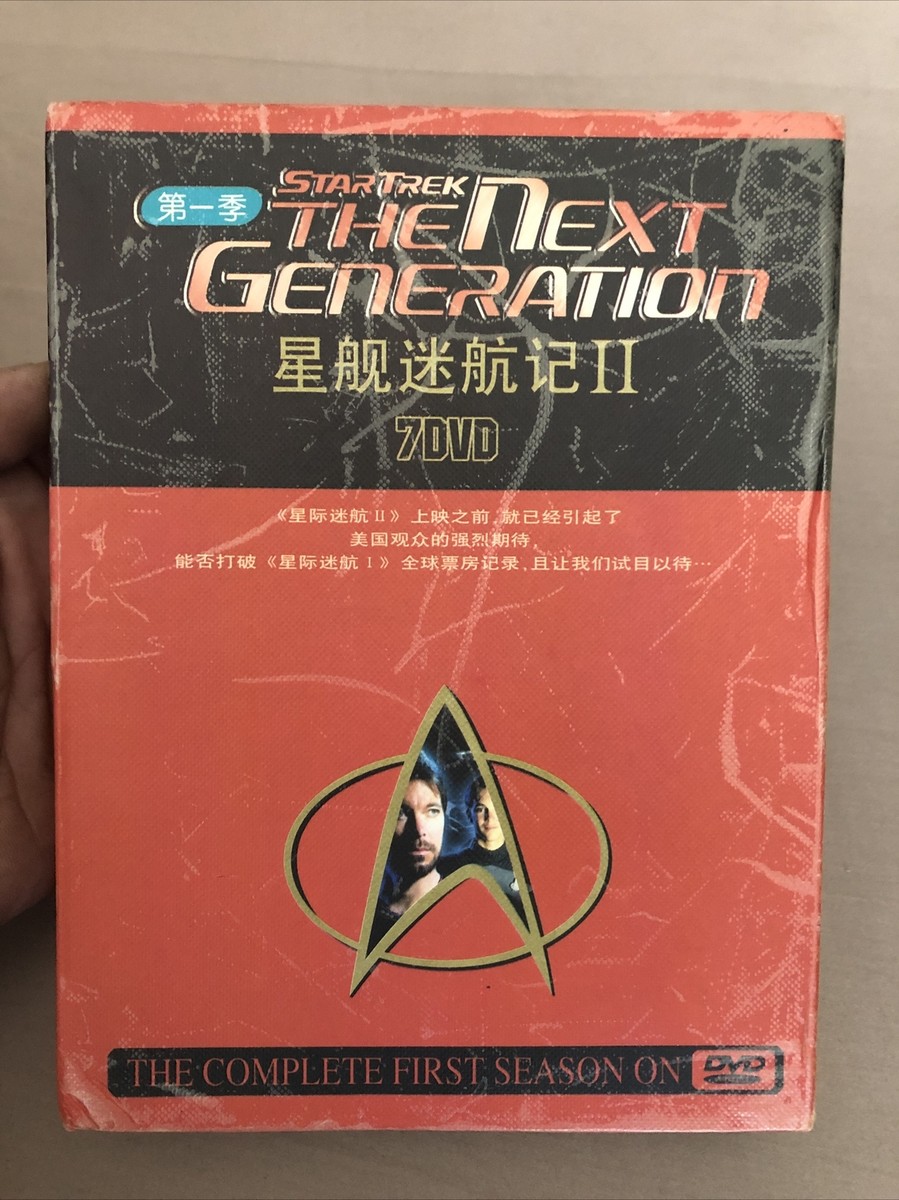 第一季
STAR TREK
THE NEXT
GENERATION
星舰迷航记II
7DVD
《星际迷航II》上映之前,就已经引起了
美国观众的强烈期待,
能否打破《星际迷航I》全球票房记录,且让我们试目以待…
THE COMPLETE FIRST SEASON ON DVD